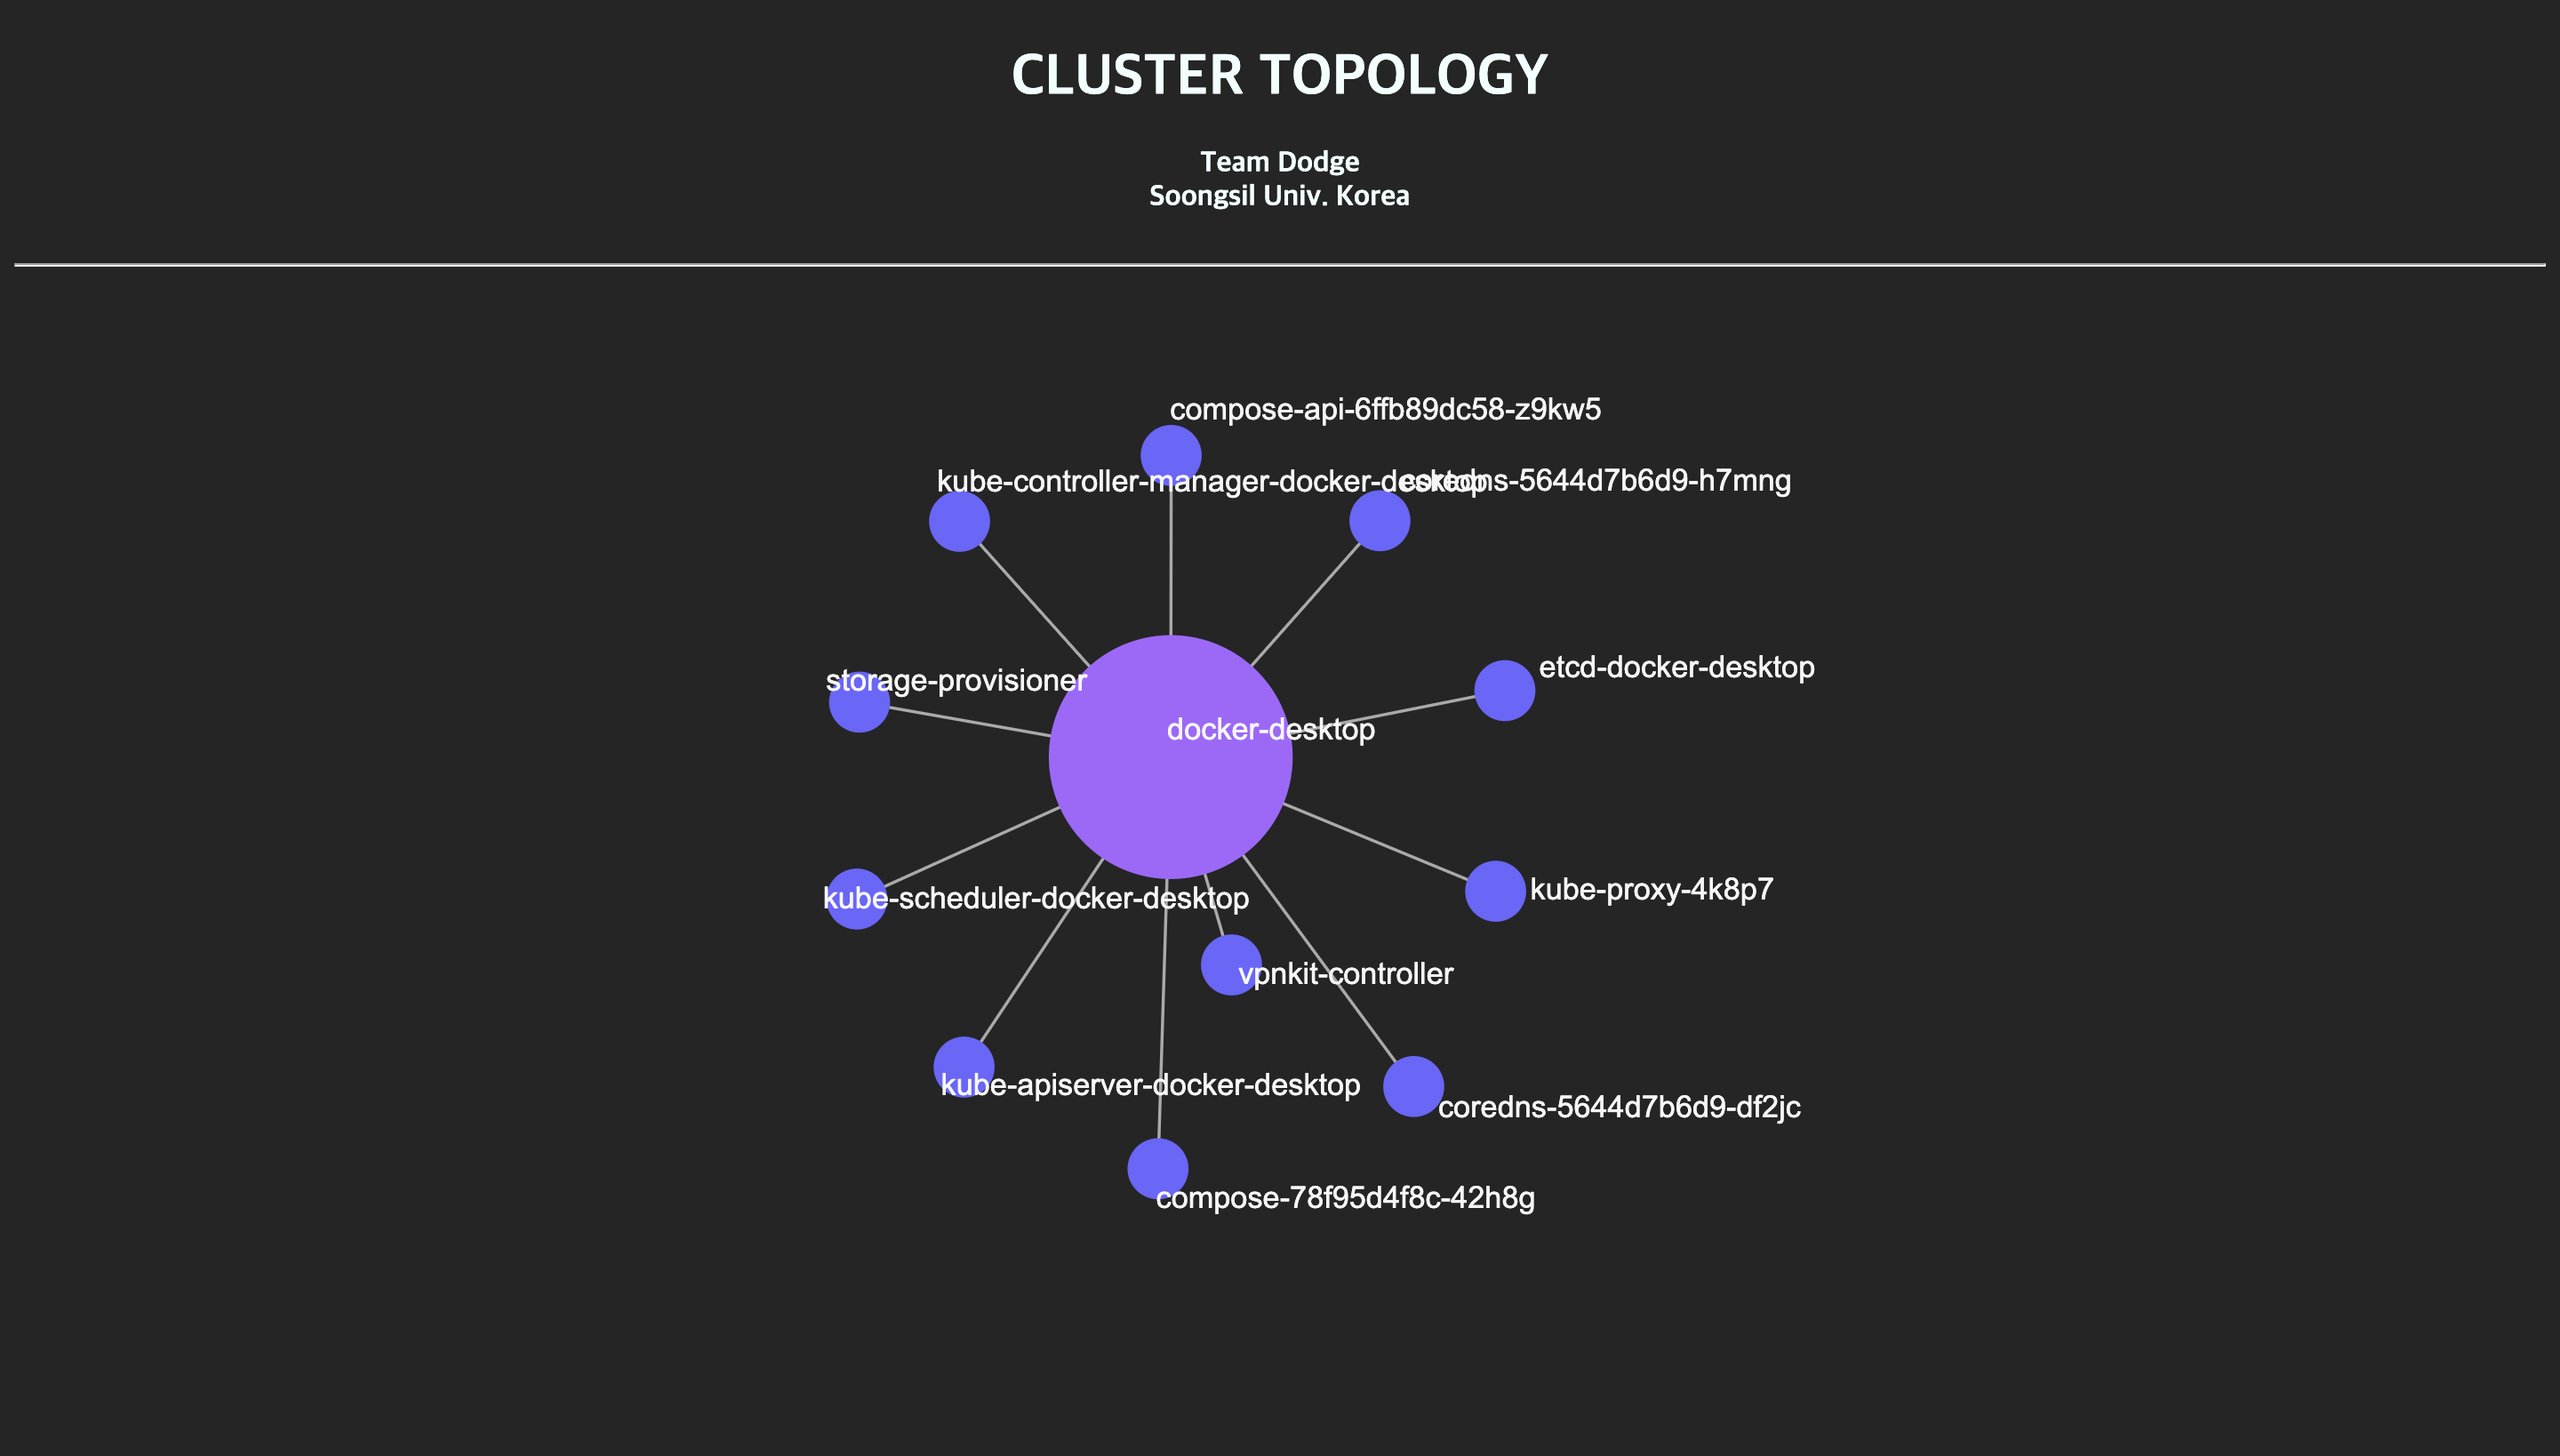 CLUSTER TOPOLOGY
Team Dodge
Soongsil Univ. Korea
compose-api-6ffb89dc58-z9kw5
kube-controller-manager-docker-desktop
coredns-5644d7b6d9-h7mng
etcd-docker-desktop
storage-provisioner
docker-desktop
kube-proxy-4k8p7
kube-scheduler-docker-desktop
vpnkit-controller
kube-apiserver-docker-desktop
coredns-5644d7b6d9-df2jc
compose-78f95d4f8c-42h8g